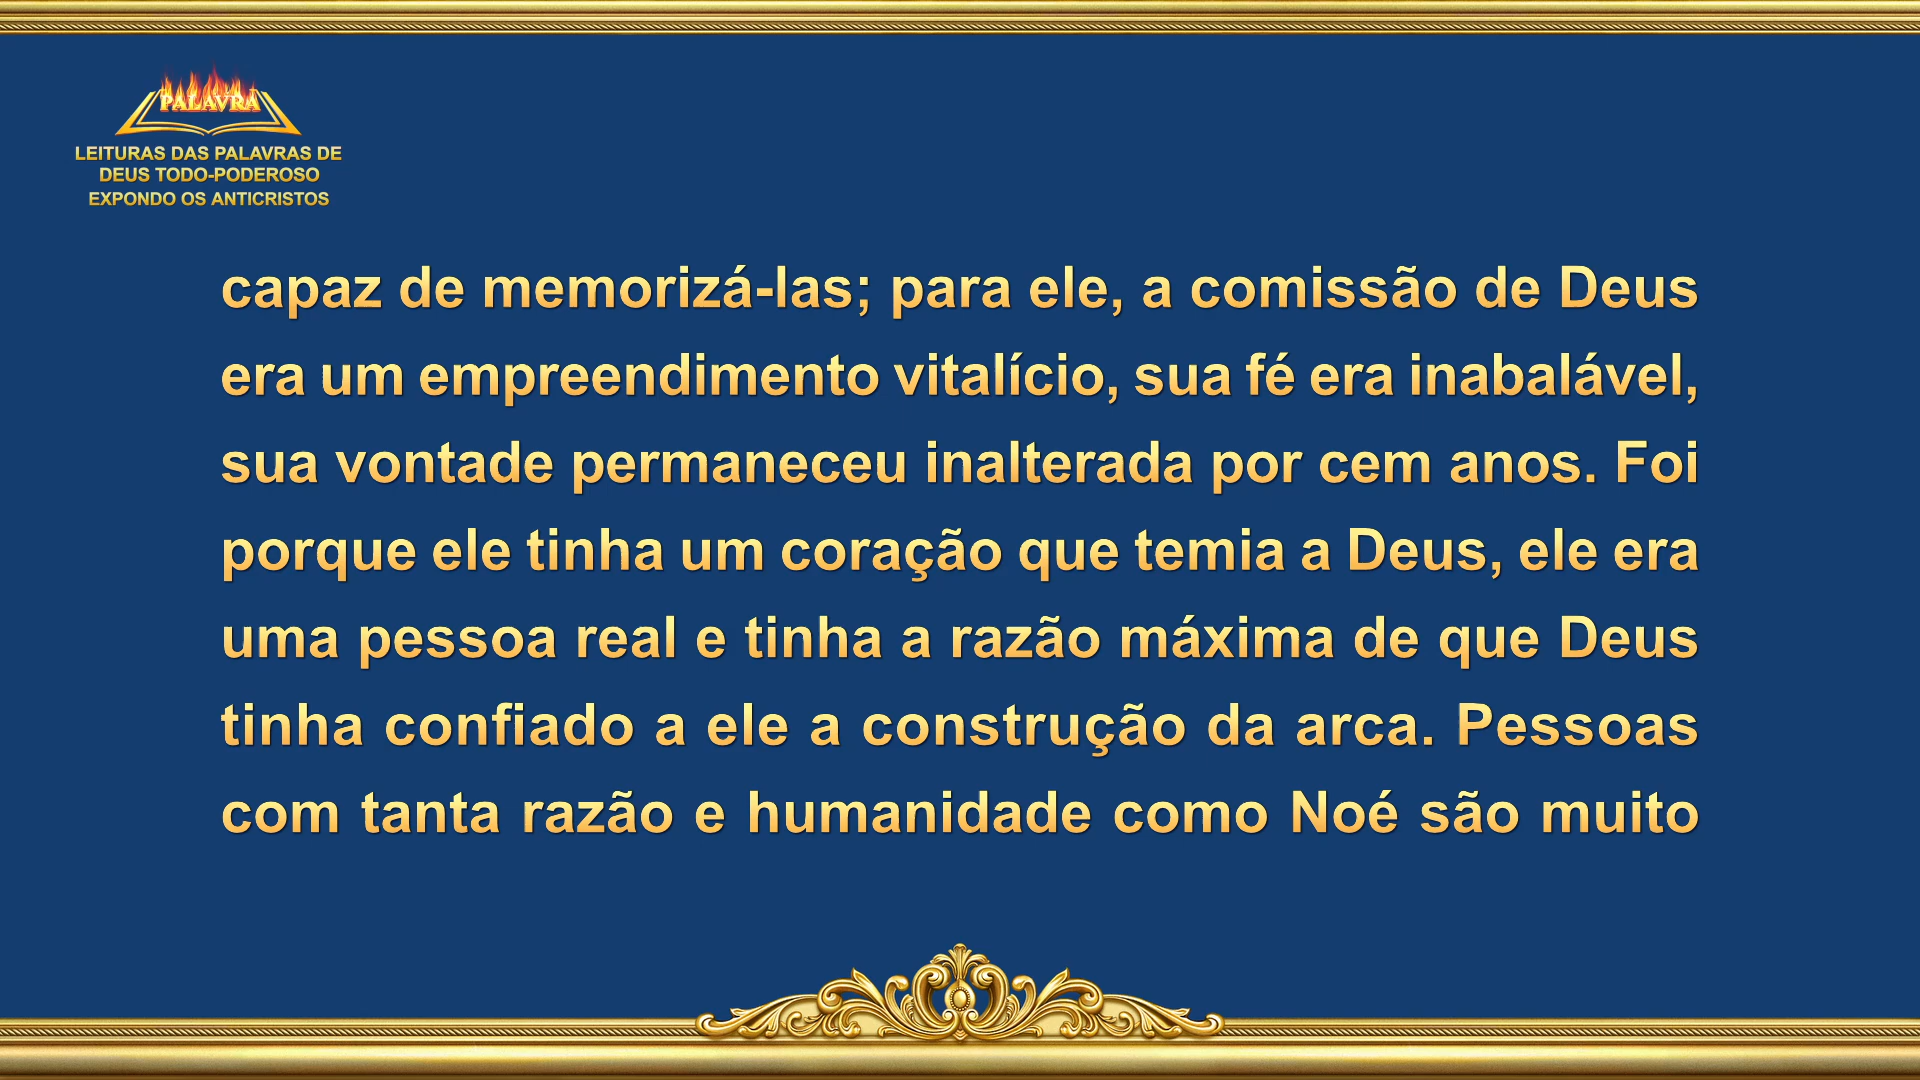 PALAVRA
LEITURAS DAS PALAVRAS DE
DEUS TODO-PODEROSO
EXPONDO OS ANTICRISTOS
capaz de memorizá-las; para ele, a comissão de Deus
era um empreendimento vitalício, sua fé era inabalável,
sua vontade permaneceu inalterada por cem anos. Foi
porque ele tinha um coração que temia a Deus, ele era
uma pessoa real e tinha a razão máxima de que Deus
tinha confiado a ele a construção da arca. Pessoas
com tanta razão e humanidade como Noé são muito